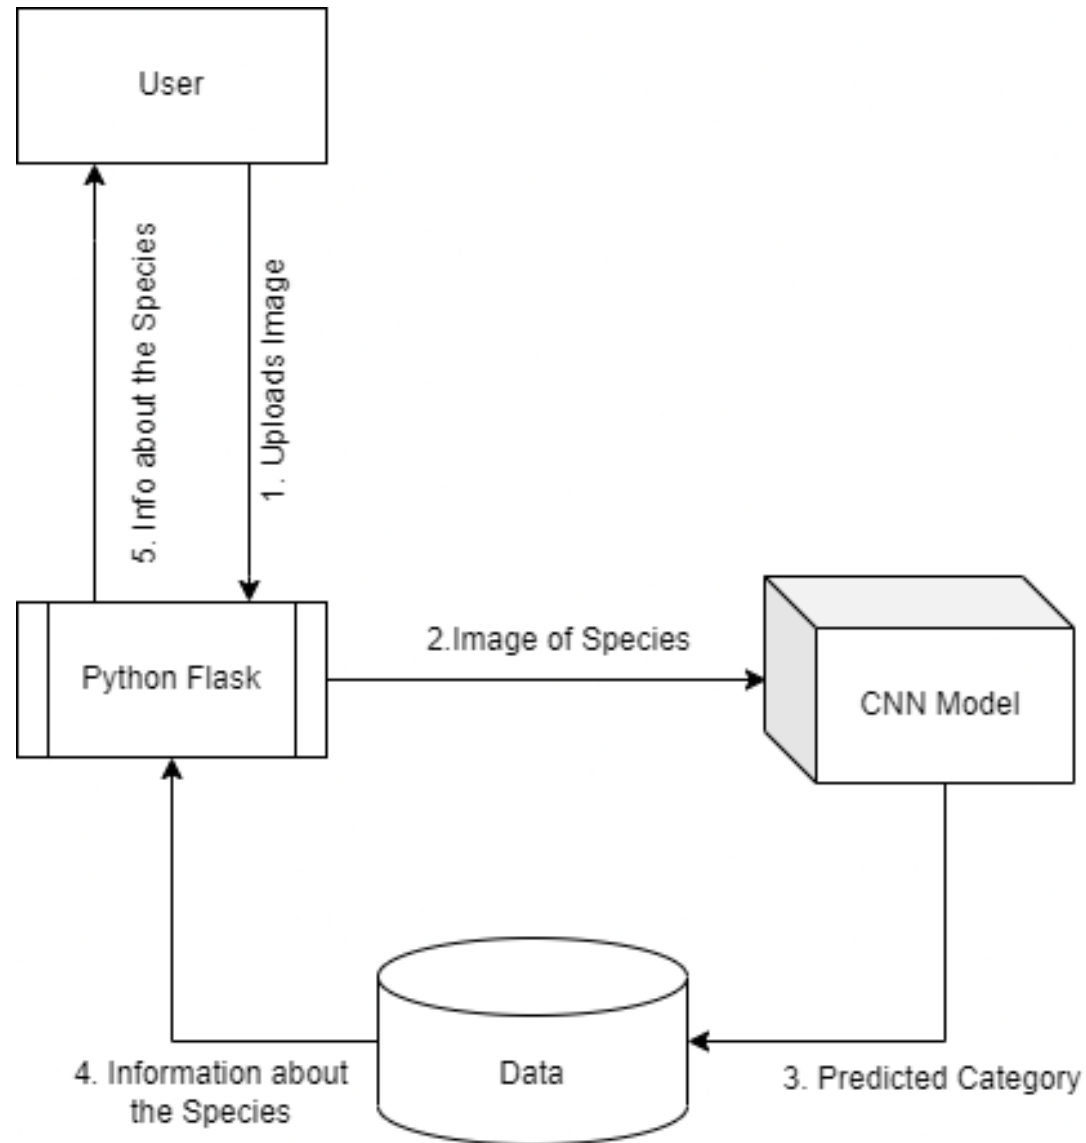 User
5. Info about the Species
1. Uploads Image
2.Image of Species
Python Flask
CNN Model
Data
4. Information about
the Species
3. Predicted Category